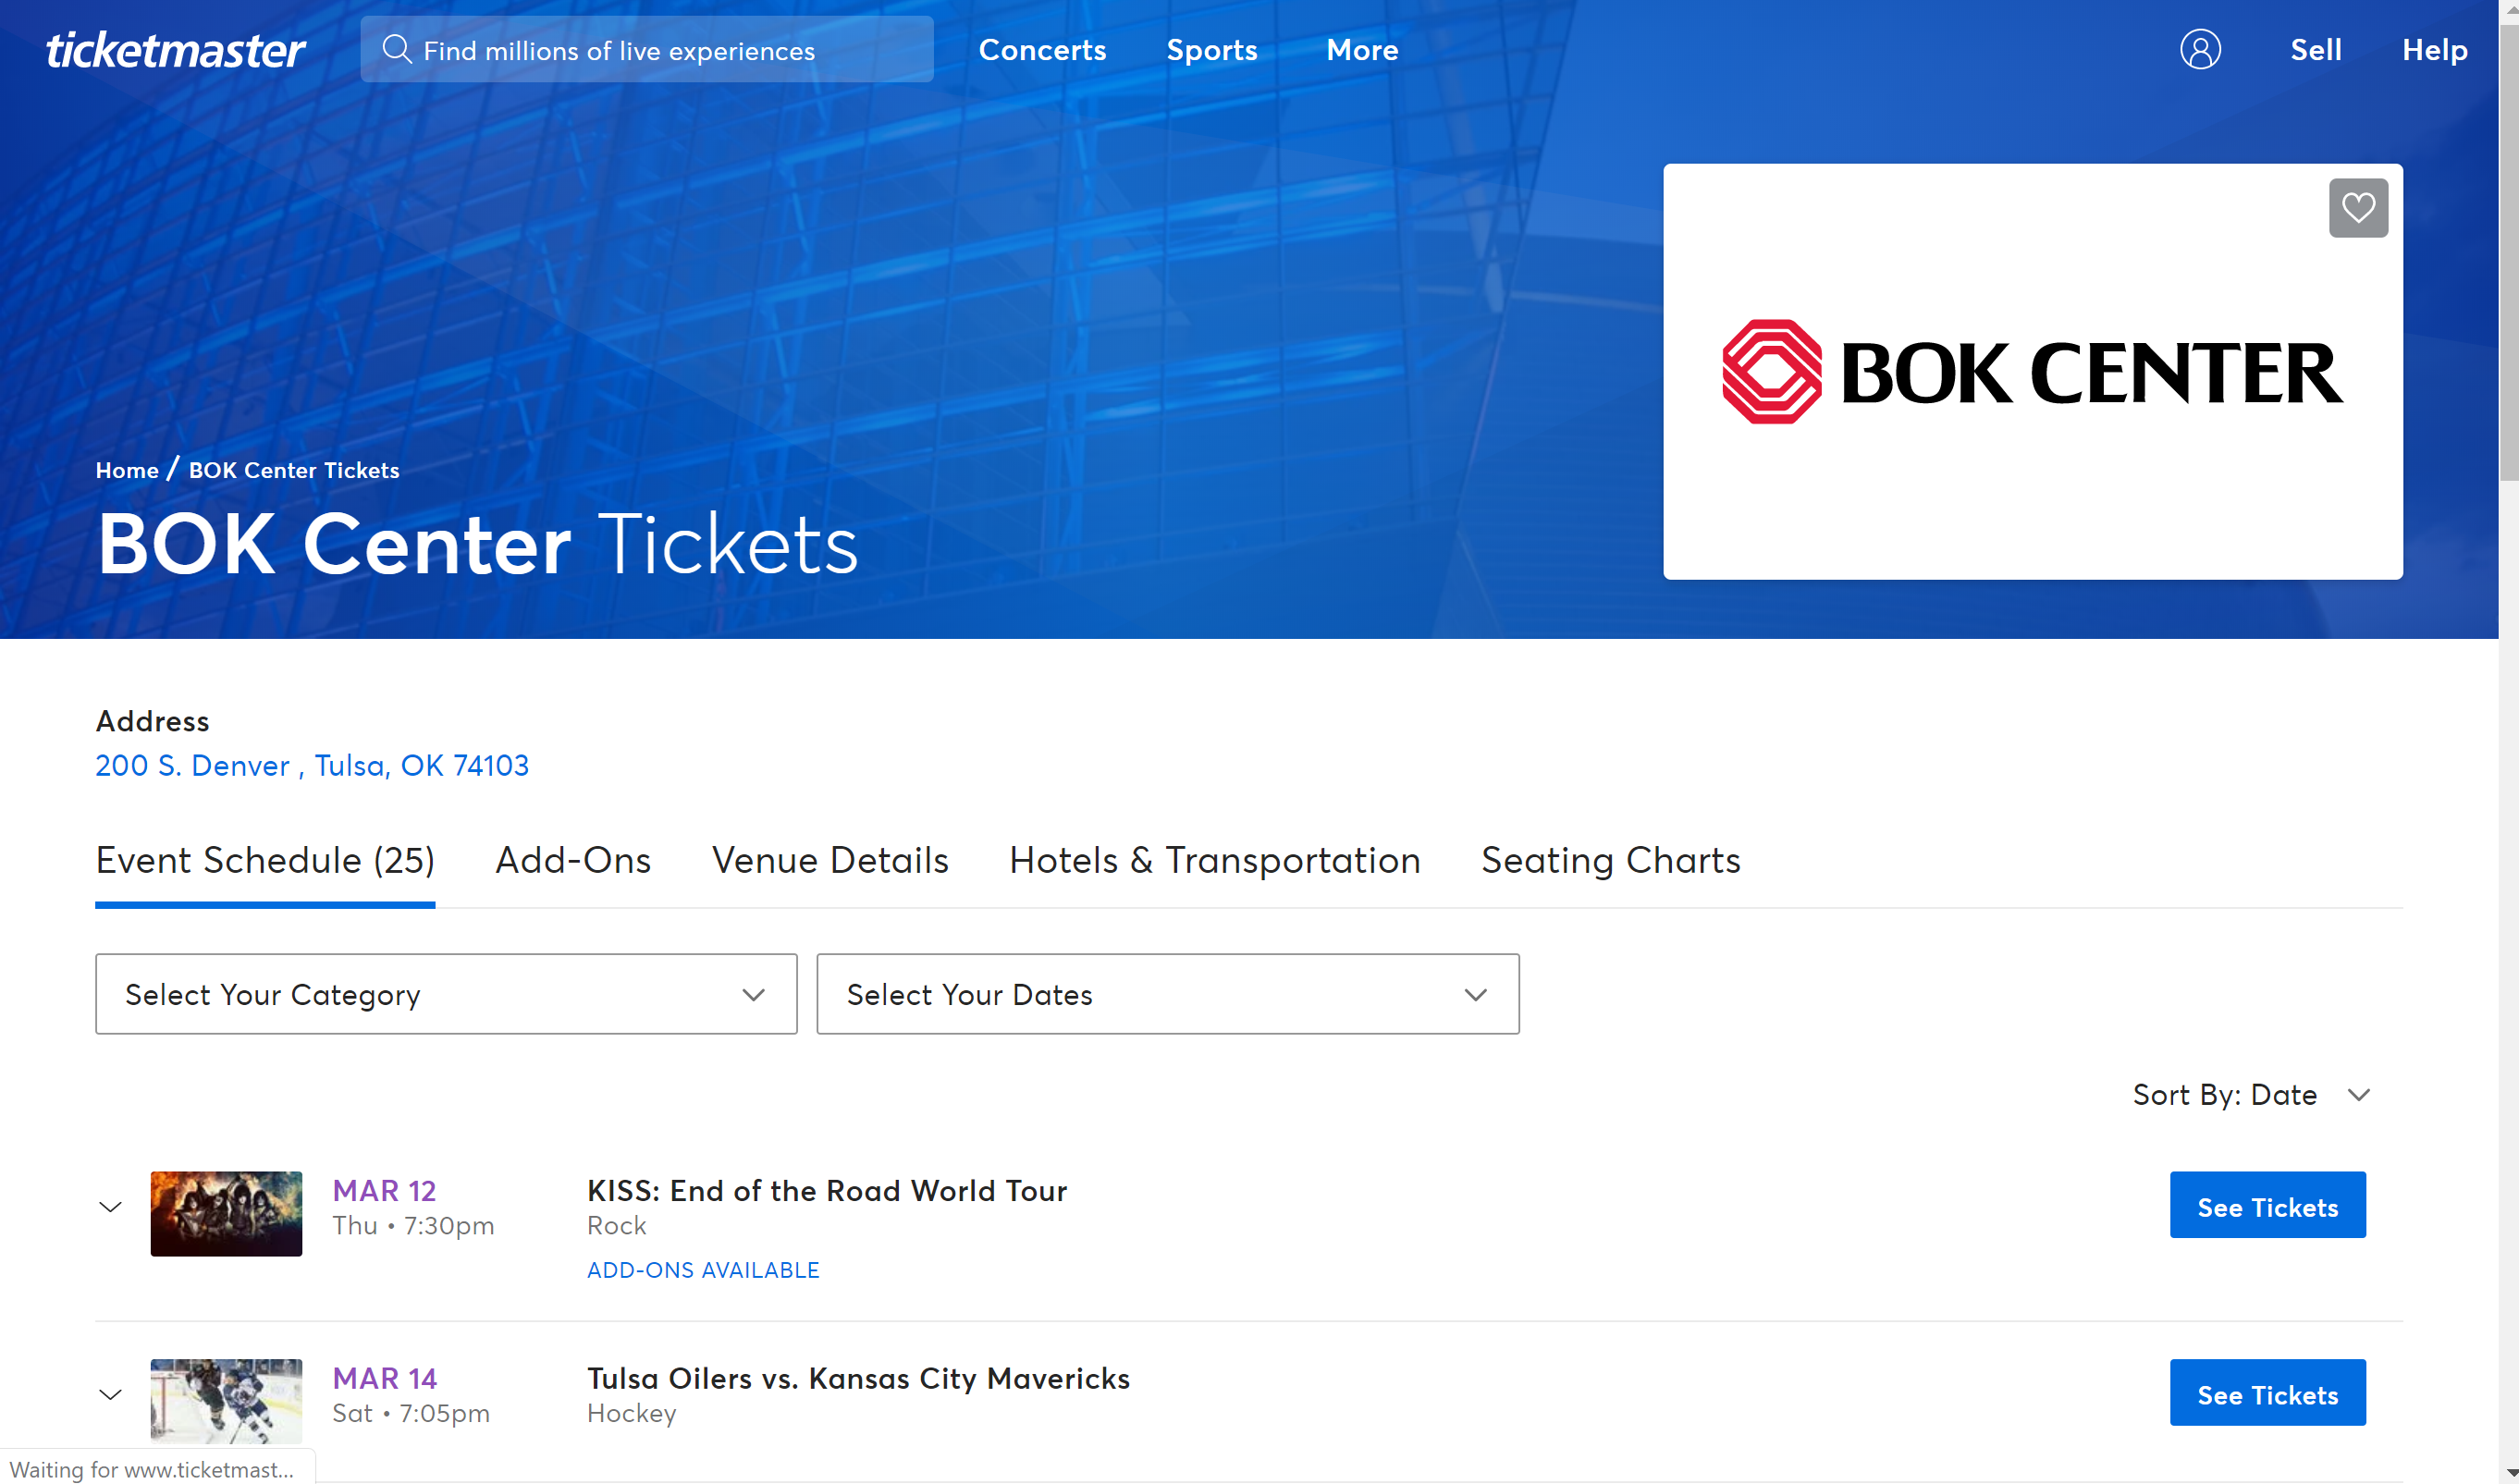 ticketmaster
Find millions of live experiences
Concerts
Sports
More
Sell
Help
BOK CENTER
Home / BOK Center Tickets
BOK Center Tickets
Address
200 S. Denver , Tulsa, OK 74103
Event Schedule (25)
Add-Ons
Venue Details
Hotels & Transportation
Seating Charts
Select Your Category
Select Your Dates
Sort By: Date
MAR 12
Thu • 7:30pm
KISS: End of the Road World Tour
Rock
ADD-ONS AVAILABLE
See Tickets
MAR 14
Sat • 7:05pm
Tulsa Oilers vs. Kansas City Mavericks
Hockey
See Tickets
Waiting for www.ticketmast...